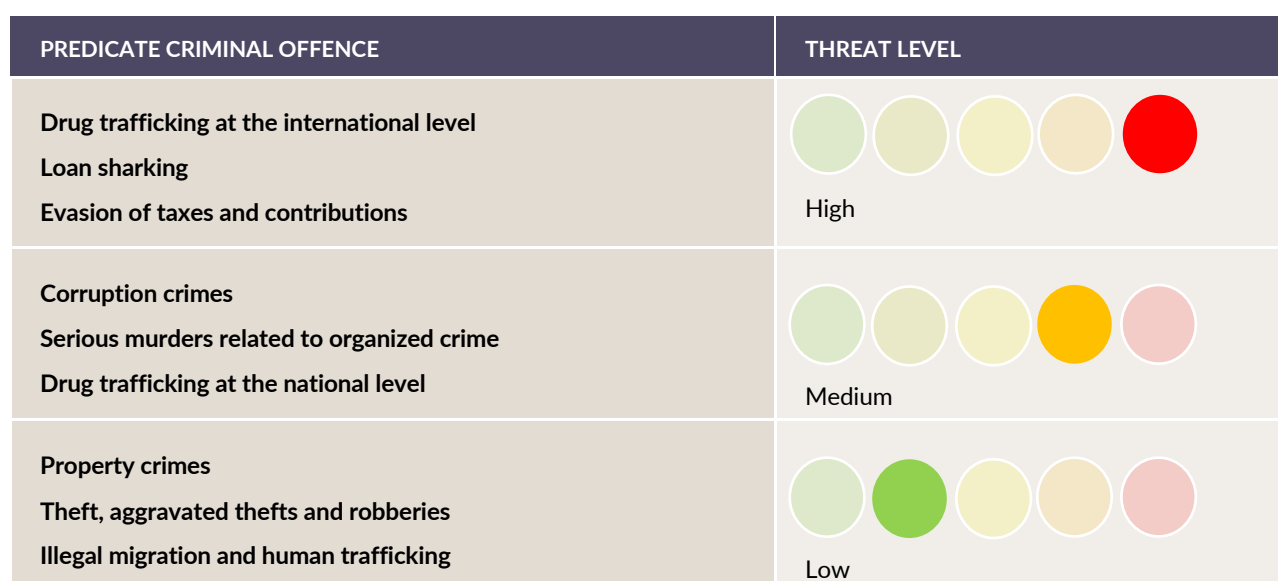 PREDICATE CRIMINAL OFFENCE
THREAT LEVEL
Drug trafficking at the international level
Loan sharking
Evasion of taxes and contributions
High
Corruption crimes
Serious murders related to organized crime
Drug trafficking at the national level
Medium
Property crimes
Theft, aggravated thefts and robberies
Illegal migration and human trafficking
Low